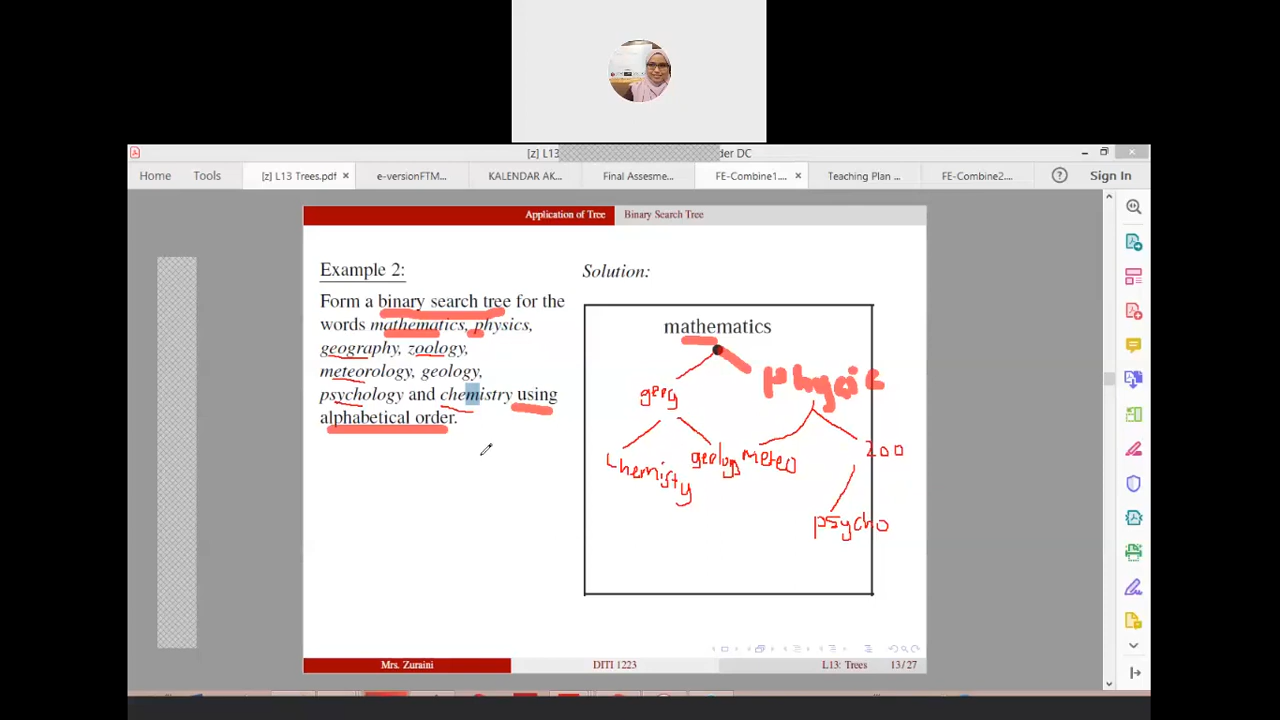 [z] L13
der DC
Home
Tools
[z] L13 Trees.pdf ×
e-versionFTM...
KALENDAR AK...
Final Assesme...
FE-Combine1.... ×
Teaching Plan ...
FE-Combine2....
Sign In
Application of Tree
Binary Search Tree
Example 2:
Form a binary search tree for the
words mathematics, physics,
geography, zoology,
meteorology, geology,
psychology and chemistry using
alphabetical order.
Solution:
mathematics
geog
physic
chemisty
geology
meteo
zoo
psycho
Mrs. Zuraini
DITI 1223
L13: Trees
13/27